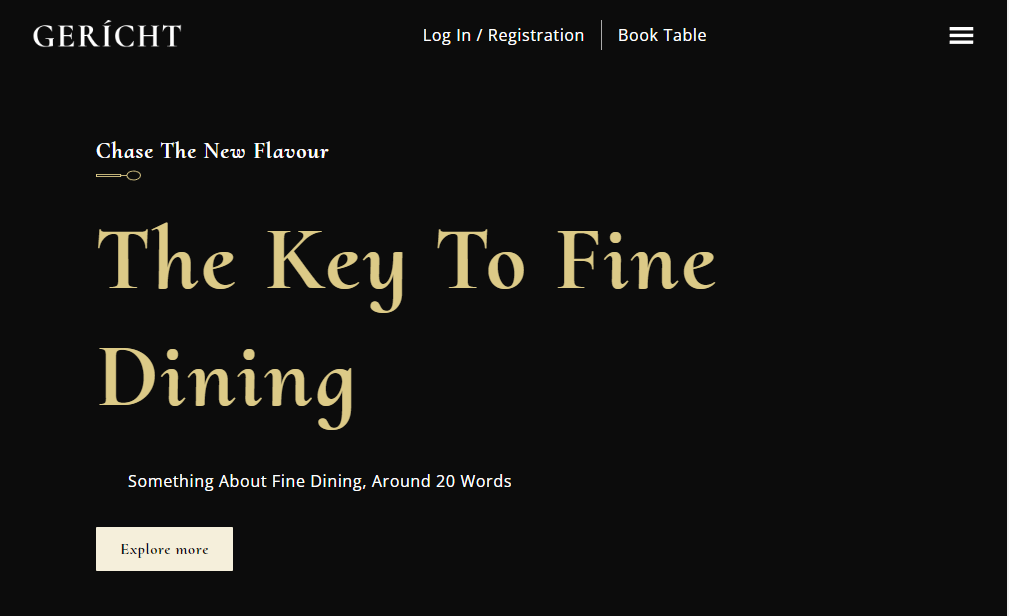 GERÍCHT
Log In / Registration
Book Table
Chase The New Flavour
The Key To Fine
Dining
Something About Fine Dining, Around 20 Words
Explore more